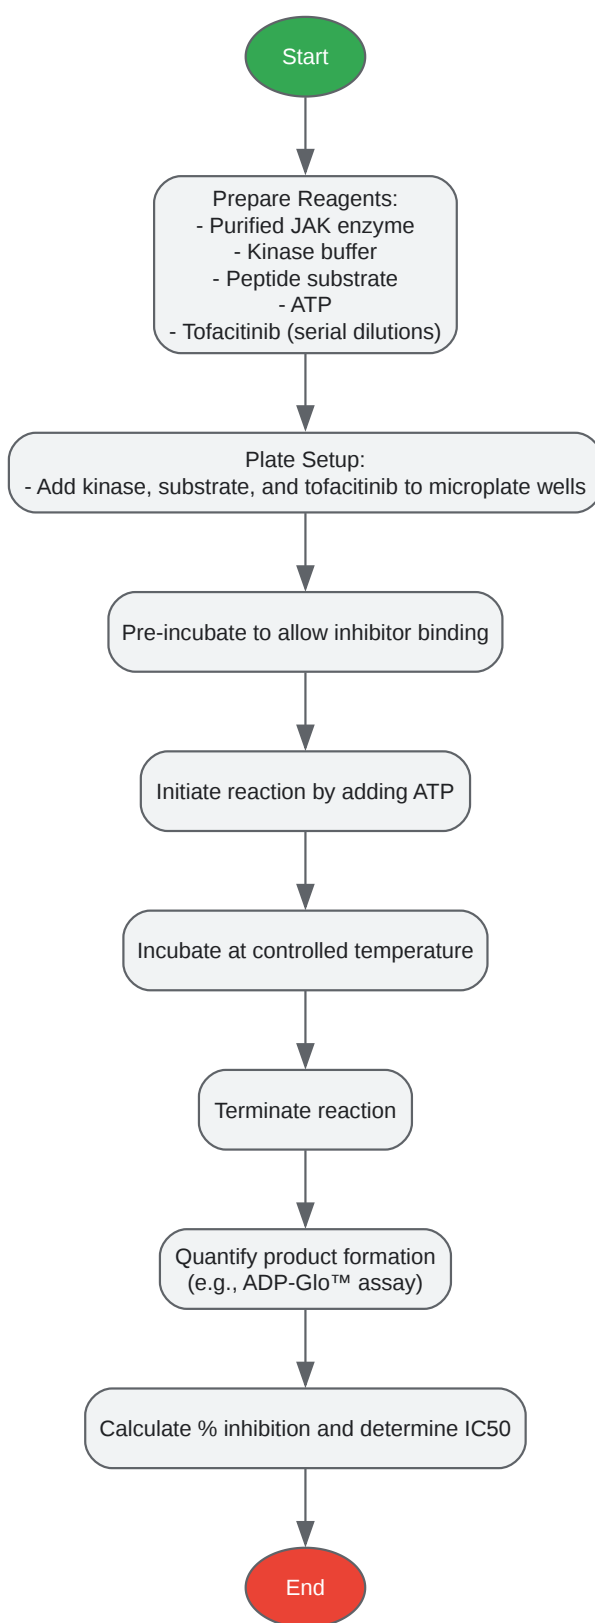 Start
Prepare Reagents:
- Purified JAK enzyme
- Kinase buffer
- Peptide substrate
- ATP
- Tofacitinib (serial dilutions)
Plate Setup:
- Add kinase, substrate, and tofacitinib to microplate wells
Pre-incubate to allow inhibitor binding
Initiate reaction by adding ATP
Incubate at controlled temperature
Terminate reaction
Quantify product formation
(e.g., ADP-Glo™ assay)
Calculate % inhibition and determine IC50
End